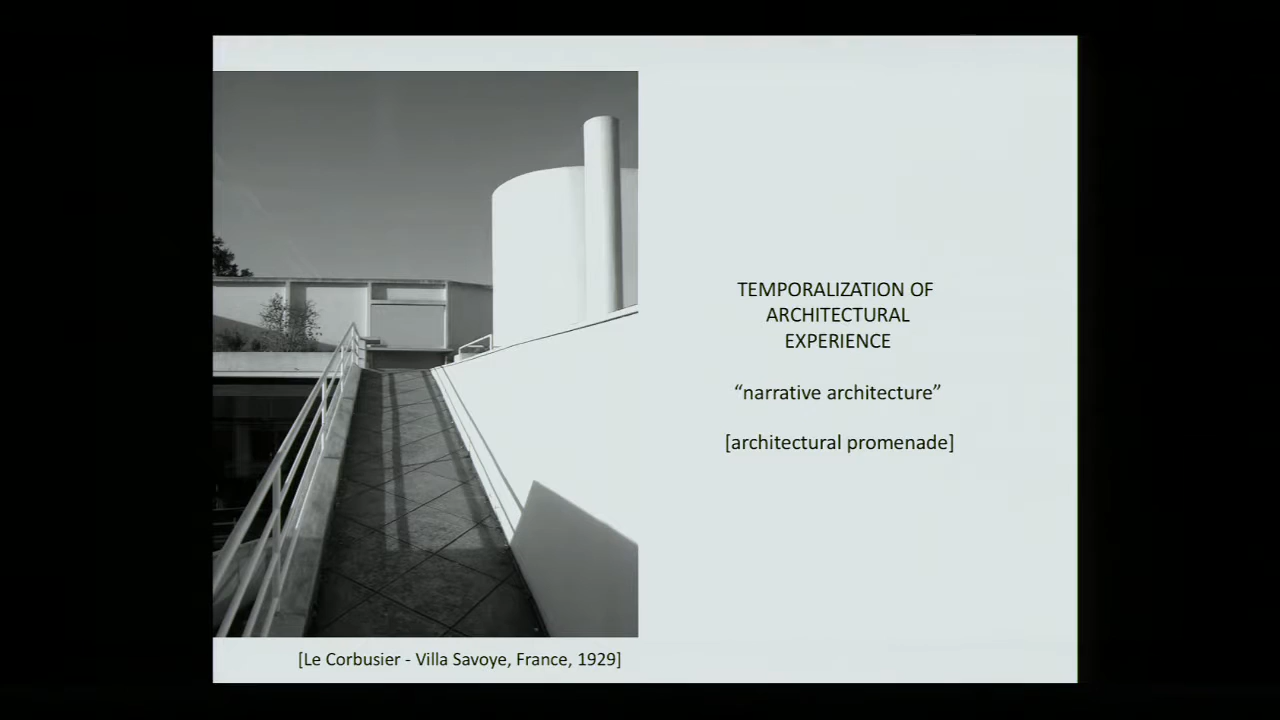 TEMPORALIZATION OF
ARCHITECTURAL
EXPERIENCE
“narrative architecture”
[architectural promenade]
[Le Corbusier - Villa Savoye, France, 1929]